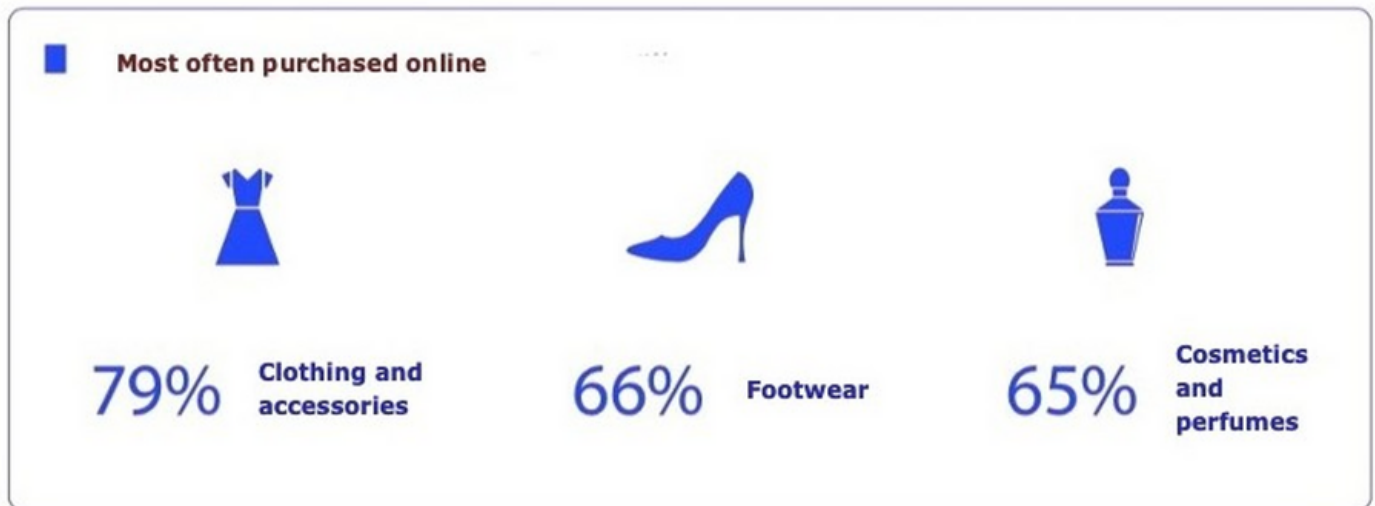 Most often purchased online
79%
Clothing and
accessories
66%
Footwear
65%
Cosmetics
and
perfumes